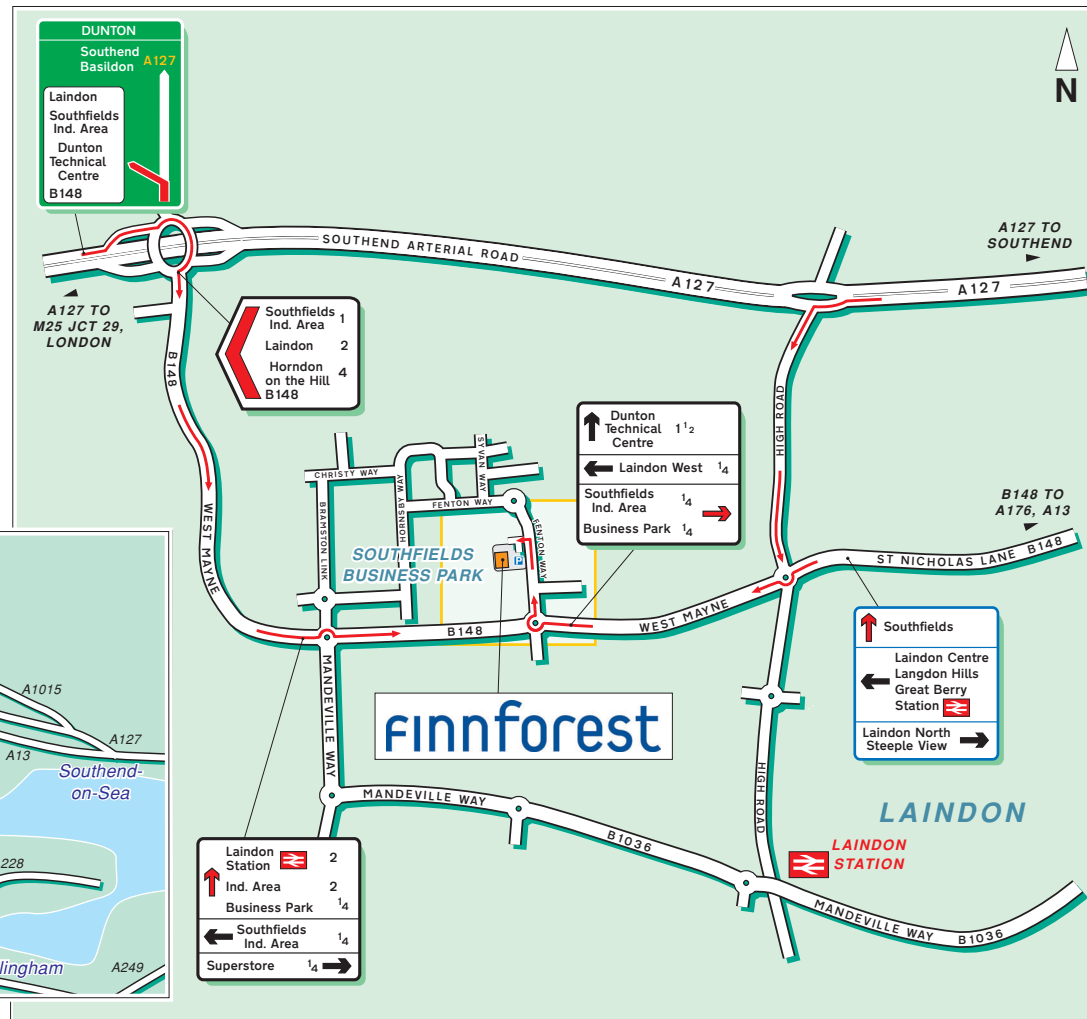 DUNTON
Southend
Basildon
A127
Laindon
Southfields
Ind. Area
Dunton
Technical
Centre
B148
N
A127 TO
SOUTHEND
SOUTHEND ARTERIAL ROAD
A127
A127
A127 TO
M25 JCT 29,
LONDON
Southfields
Ind. Area 1
Laindon 2
Horndon
on the Hill 4
B148
B148
HIGH ROAD
Dunton
Technical 1 1/2
Centre
Laindon West 1/4
Southfields 1/4
Ind. Area
Business Park 1/4
SYVAN WAY
CHRISTY WAY
HORNSBY WAY
FENTON WAY
BRAMSTON LINK
FENTON WAY
WEST MAYNE
B148 TO
A176, A13
ST NICHOLAS LANE B148
SOUTHFIELDS
BUSINESS PARK
P
B148
WEST MAYNE
MANDEVILLE WAY
Southfields
Laindon Centre
Langdon Hills
Great Berry
Station
Laindon North
Steeple View
finnforest
A1015
A127
A13
Southend-
on-Sea
228
lingham
A249
MANDEVILLE WAY
B1036
HIGH ROAD
LAINDON
LAINDON
STATION
MANDEVILLE WAY B1036
Laindon
Station 2
Ind. Area 2
Business Park 1/4
Southfields
Ind. Area 1/4
Superstore 1/4